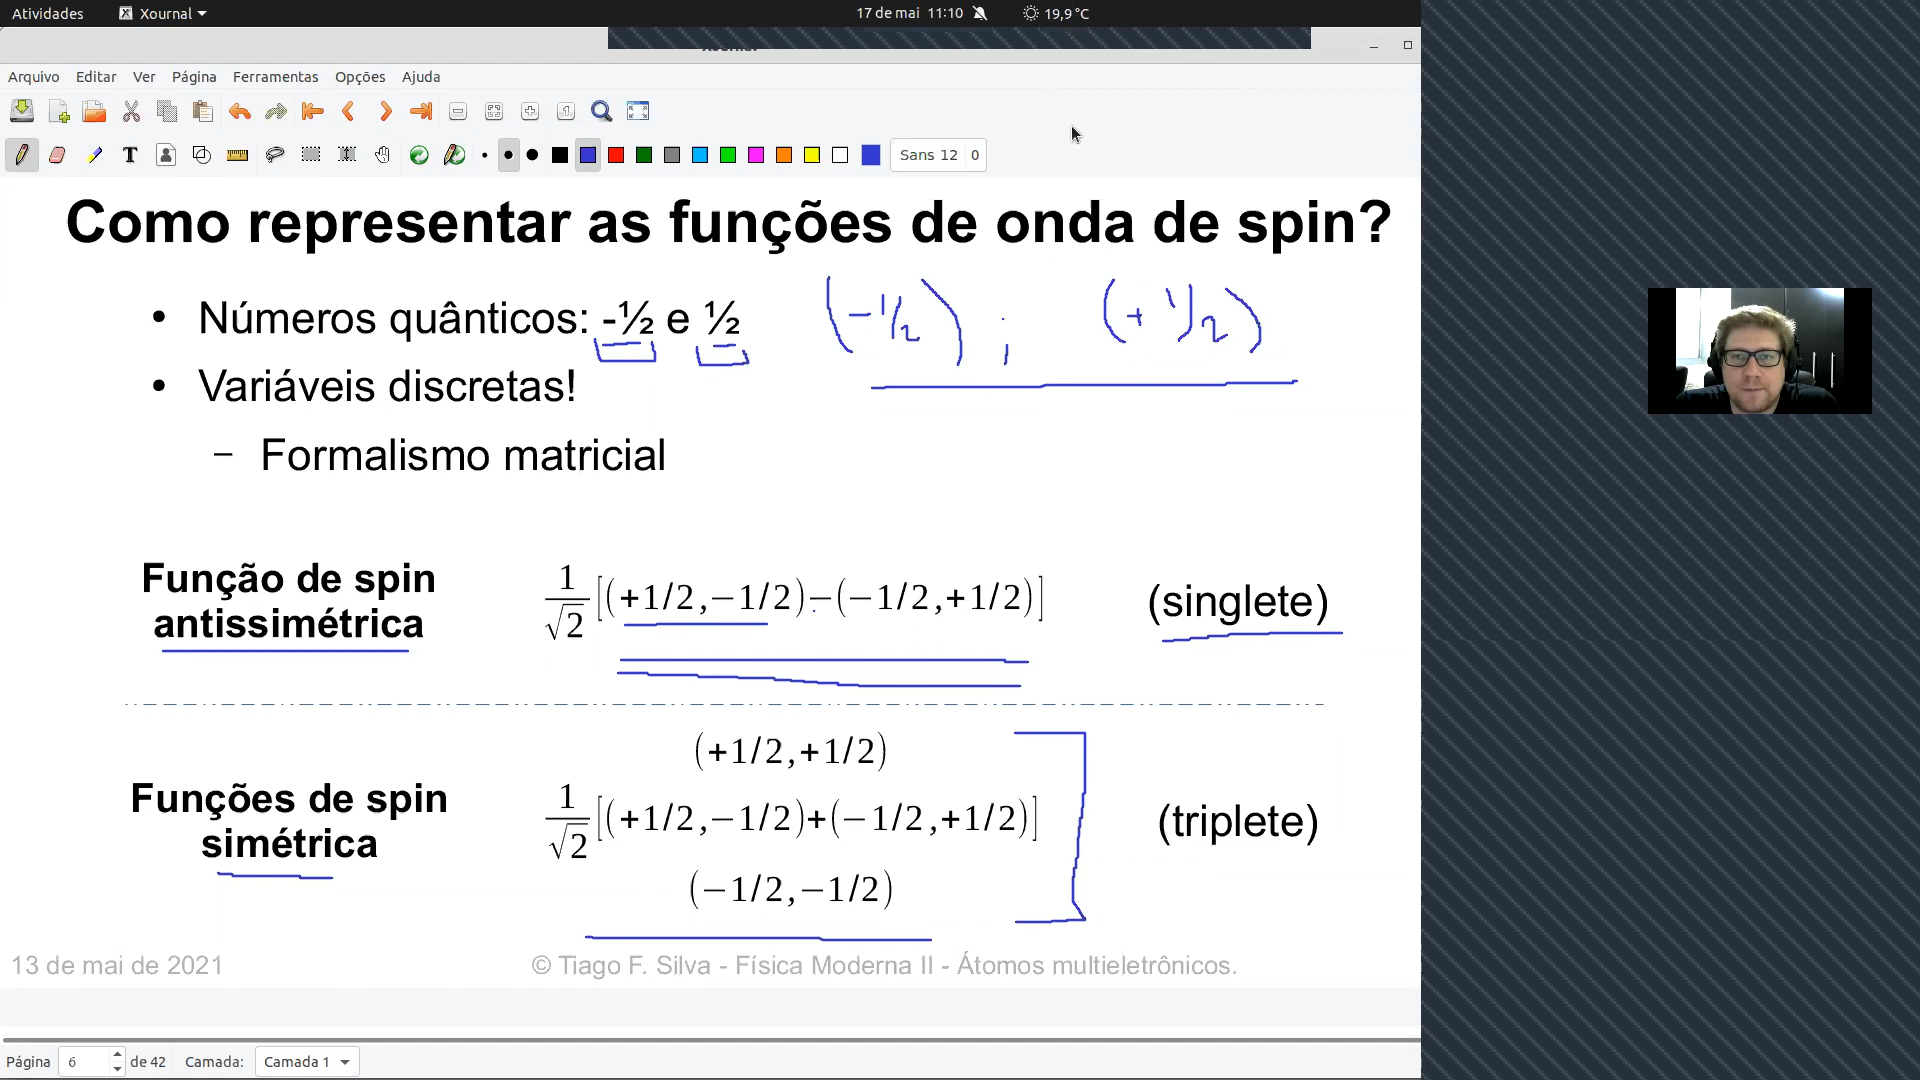 Atividades Xournal 17 de mai 11:10 19,9 °C
Arquivo Editar Ver Página Ferramentas Opções Ajuda
Sans 12 0
Como representar as funções de onda de spin?
• Números quânticos: -½ e ½ (-1/2) ; (+1/2)
• Variáveis discretas!
– Formalismo matricial
Função de spin
antissimétrica
1/√2 [(+1/2,−1/2)−(−1/2,+1/2)] (singlete)
(+1/2,+1/2)
Funções de spin
simétrica
1/√2 [(+1/2,−1/2)+(−1/2,+1/2)] (triplete)
(−1/2,−1/2)
13 de mai de 2021 © Tiago F. Silva - Física Moderna II - Átomos multieletrônicos.
Página 6 de 42 Camada: Camada 1